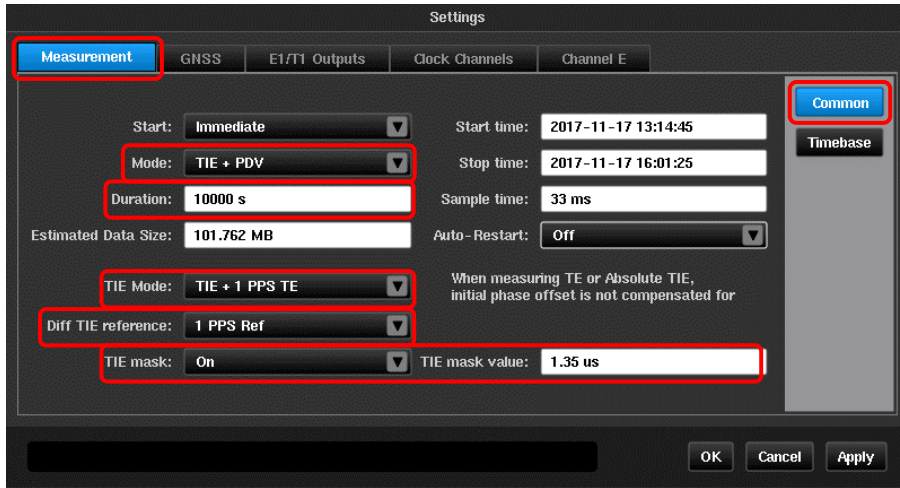 Settings
Measurement GNSS E1/T1 Outputs Clock Channels Channel E
Common
Timebase
Start: Immediate Start time: 2017-11-17 13:14:45
Mode: TIE + PDV Stop time: 2017-11-17 16:01:25
Duration: 10000 s Sample time: 33 ms
Estimated Data Size: 101.762 MB Auto-Restart: Off
TIE Mode: TIE + 1 PPS TE
When measuring TE or Absolute TIE,
initial phase offset is not compensated for
Diff TIE reference: 1 PPS Ref
TIE mask: On TIE mask value: 1.35 us
OK Cancel Apply